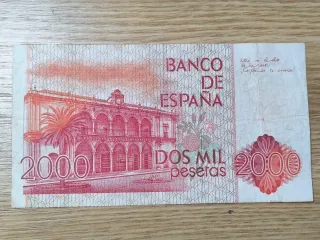 BANCO
DE
ESPAÑA
2000
DOS MIL
pesetas
2000